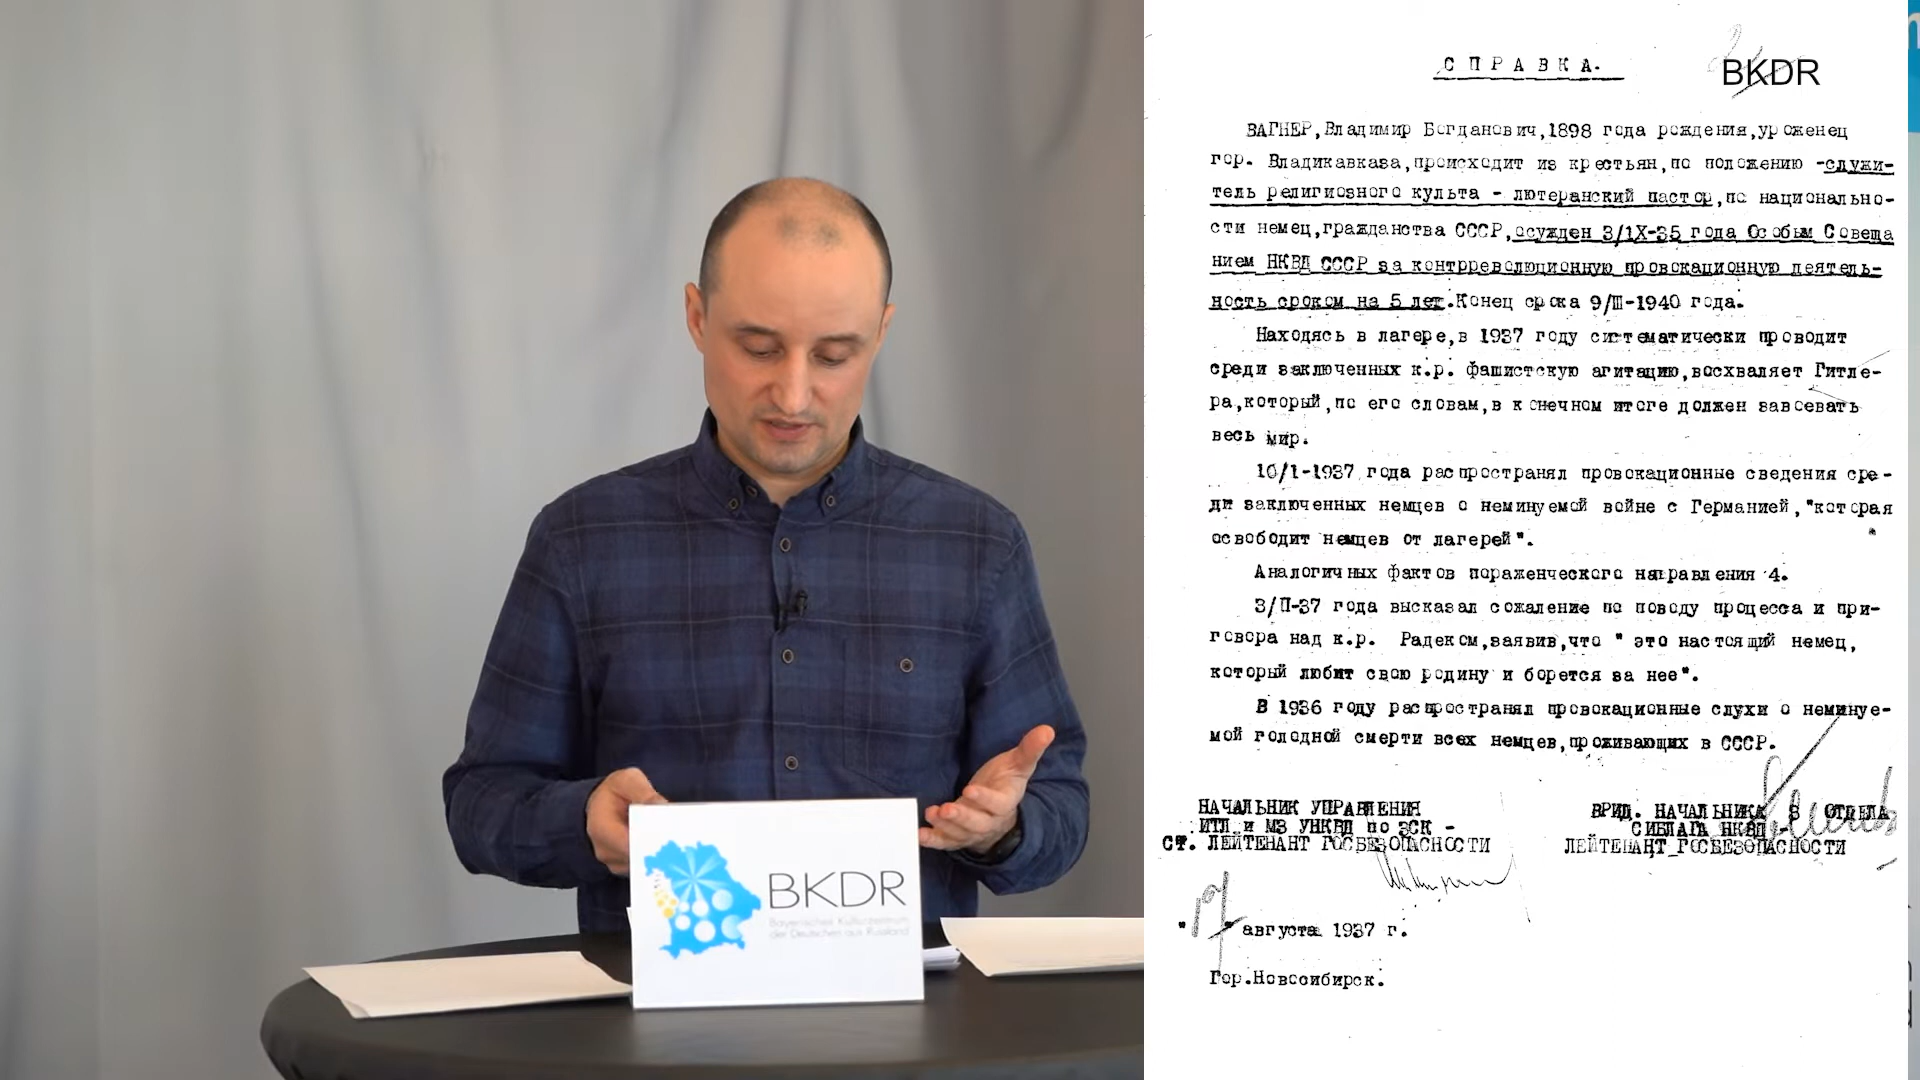 BKDR
Bayerisches Kulturzentrum
der Deutschen aus Russland
СПРАВКА.
BKDR
ВАГНЕР,Владимир Богданович,1898 года рождения,уроженец
гор. Владикавказа,происходит из крестьян,по положению -служи-
тель религиозного культа - лютеранский пастор,по национально-
сти немец,гражданства СССР,осужден 3/IX-35 года Особым Совеща
нием НКВД СССР за контрреволюционную провокационную деятель-
ность сроком на 5 лет.Конец срока 9/III-1940 года.
Находясь в лагере,в 1937 году систематически проводит
среди заключенных к.р. фашистскую агитацию,восхваляет Гитле-
ра,который,по его словам,в конечном итоге должен завоевать
весь мир.
10/1-1937 года распространял провокационные сведения сре-
ди заключенных немцев о неминуемой войне с Германией,"которая
освободит немцев от лагерей".
Аналогичных фактов пораженческого направления 4.
3/П-37 года высказал сожаление по поводу процесса и при-
говора над к.р. Радеком,заявив,что " это настоящий немец,
который любит свою родину и борется за нее".
В 1936 году распространял провокационные слухи о неминуе-
мой голодной смерти всех немцев,проживающих в СССР.
НАЧАЛЬНИК УПРАВЛЕНИЯ
ИТЛ и МЗ УНКВД по ЗСК -
СТ. ЛЕЙТЕНАНТ ГОСБЕЗОПАСНОСТИ
ВРИД. НАЧАЛЬНИКА 3 ОТДЕЛА
СИБЛАГА НКВД -
ЛЕЙТЕНАНТ ГОСБЕЗОПАСНОСТИ
" " августа 1937 г.
Гор.Новосибирск.